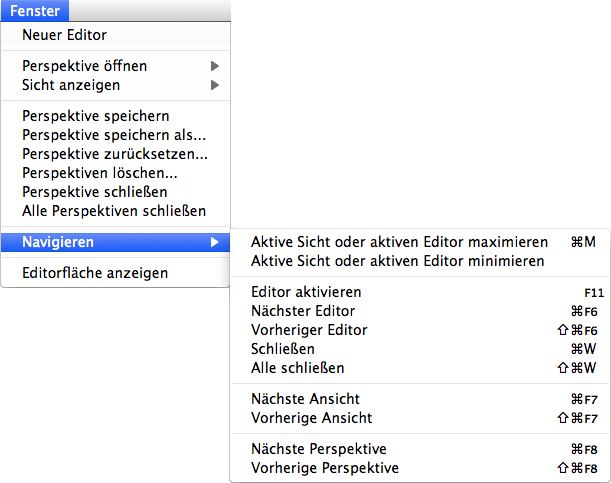 Fenster
Neuer Editor
Perspektive öffnen
Sicht anzeigen
Perspektive speichern
Perspektive speichern als...
Perspektive zurücksetzen...
Perspektiven löschen...
Perspektive schließen
Alle Perspektiven schließen
Navigieren
Editorfläche anzeigen
Aktive Sicht oder aktiven Editor maximieren ⌘M
Aktive Sicht oder aktiven Editor minimieren
Editor aktivieren F11
Nächster Editor ⌘F6
Vorheriger Editor ⇧⌘F6
Schließen ⌘W
Alle schließen ⇧⌘W
Nächste Ansicht ⌘F7
Vorherige Ansicht ⇧⌘F7
Nächste Perspektive ⌘F8
Vorherige Perspektive ⇧⌘F8